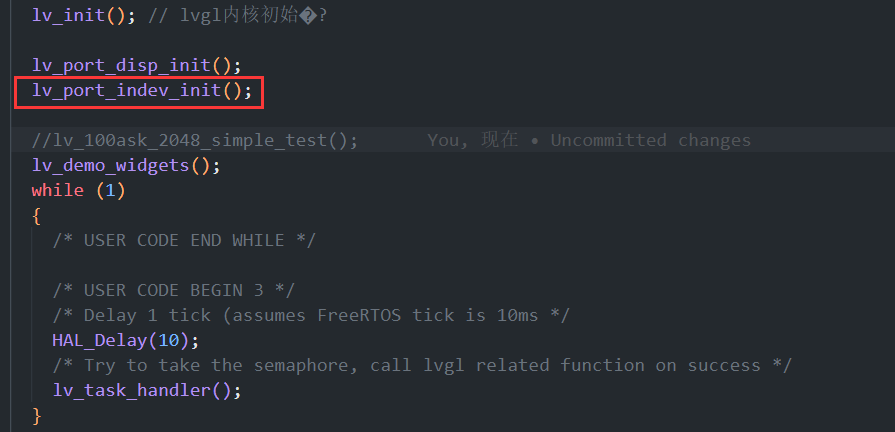 lv_init(); // lvgl内核初始�?
lv_port_disp_init();
lv_port_indev_init();
//lv_100ask_2048_simple_test(); You, 现在 • Uncommitted changes
lv_demo_widgets();
while (1)
{
/* USER CODE END WHILE */
/* USER CODE BEGIN 3 */
/* Delay 1 tick (assumes FreeRTOS tick is 10ms */
HAL_Delay(10);
/* Try to take the semaphore, call lvgl related function on success */
lv_task_handler();
}